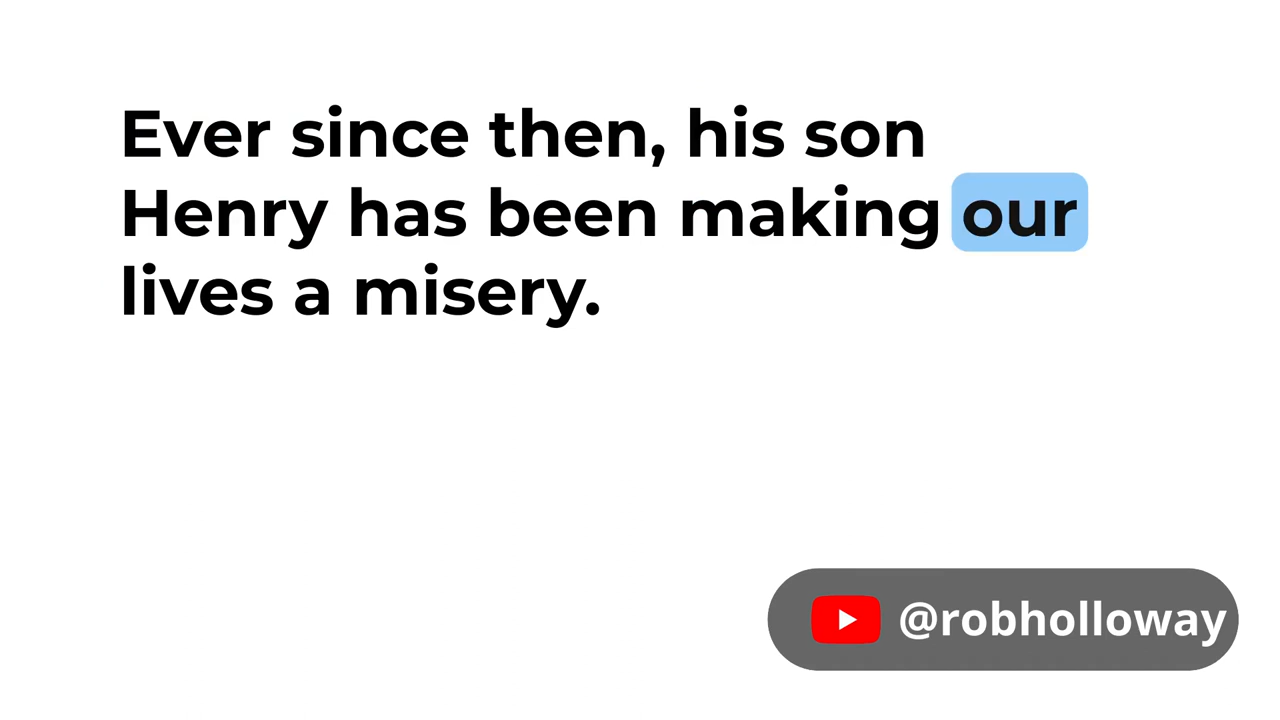 Ever since then, his son
Henry has been making our
lives a misery.
@robholloway